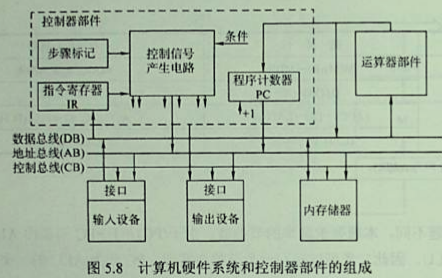 控制器部件
步骤标记
控制信号
产生电路
条件
指令寄存器
IR
程序计数器
PC
+1
运算器部件
数据总线(DB)
地址总线(AB)
控制总线(CB)
接口
输入设备
接口
输出设备
内存储器
图 5.8 计算机硬件系统和控制器部件的组成